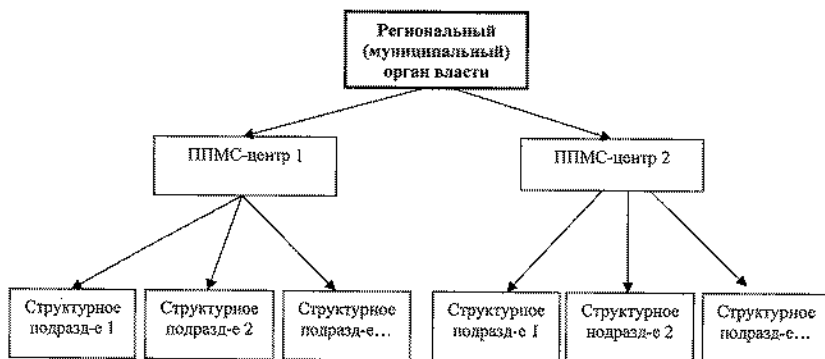 Региональный
(муниципальный)
орган власти
ППМС-центр 1
ППМС-центр 2
Структурное
подразд-е 1
Структурное
подразд-е 2
Структурное
подразд-е...
Структурное
подразд-е 1
Структурное
подразд-е 2
Структурное
подразд-е...